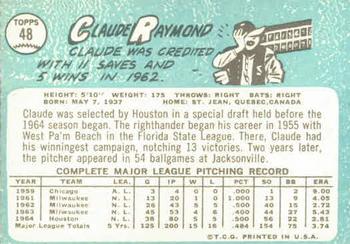 TOPPS
48
CLAUDE RAYMOND
CLAUDE WAS CREDITED
WITH 11 SAVES AND
5 WINS IN 1962.
HEIGHT: 5'10" WEIGHT: 175 THROWS: RIGHT BATS: RIGHT
BORN: MAY 7, 1937 HOME: ST. JEAN, QUEBEC, CANADA
Claude was selected by Houston in a special draft held before the
1964 season began. The righthander began his career in 1955 with
West Pa'm Beach in the Florida State League. There, Claude had
his winningest campaign, notching 13 victories. Two years later,
the pitcher appeared in 54 ballgames at Jacksonville.
COMPLETE MAJOR LEAGUE PITCHING RECORD
YEAR TEAM LEA. G IP W L PCT. SO BB ERA
1959 Chicago A. L. 3 4 0 0 .000 1 2 9.00
1961 Milwaukee N. L. 13 20 1 0 1.000 13 9 4.05
1962 Milwaukee N. L. 26 43 5 5 .500 40 15 2.72
1963 Milwaukee N. L. 45 53 4 6 .400 44 27 5.43
1964 Houston N. L. 38 80 5 5 .500 56 22 2.81
Major League Totals 5 Yrs. 125 200 15 16 .484 154 75 3.74
© T.C.G. PRINTED IN U.S.A.